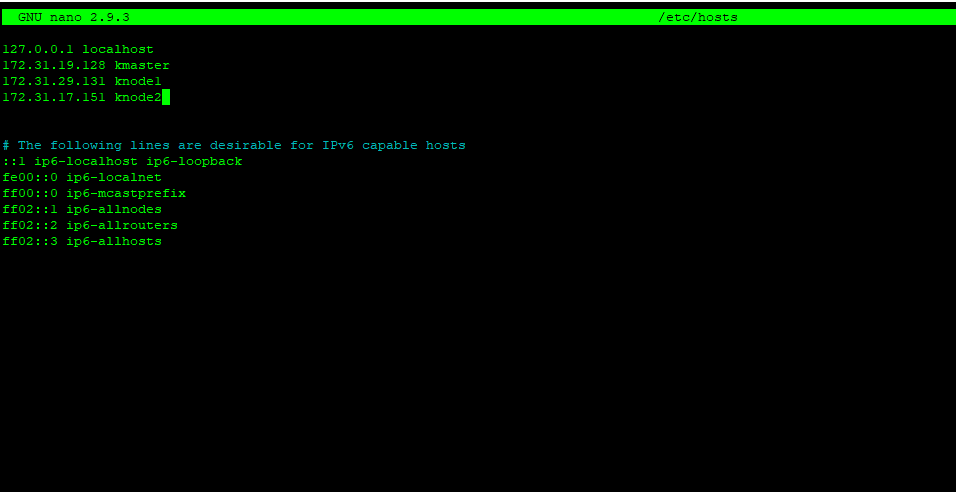 GNU nano 2.9.3 /etc/hosts
127.0.0.1 localhost
172.31.19.128 kmaster
172.31.29.131 knode1
172.31.17.151 knode2
# The following lines are desirable for IPv6 capable hosts
::1 ip6-localhost ip6-loopback
fe00::0 ip6-localnet
ff00::0 ip6-mcastprefix
ff02::1 ip6-allnodes
ff02::2 ip6-allrouters
ff02::3 ip6-allhosts